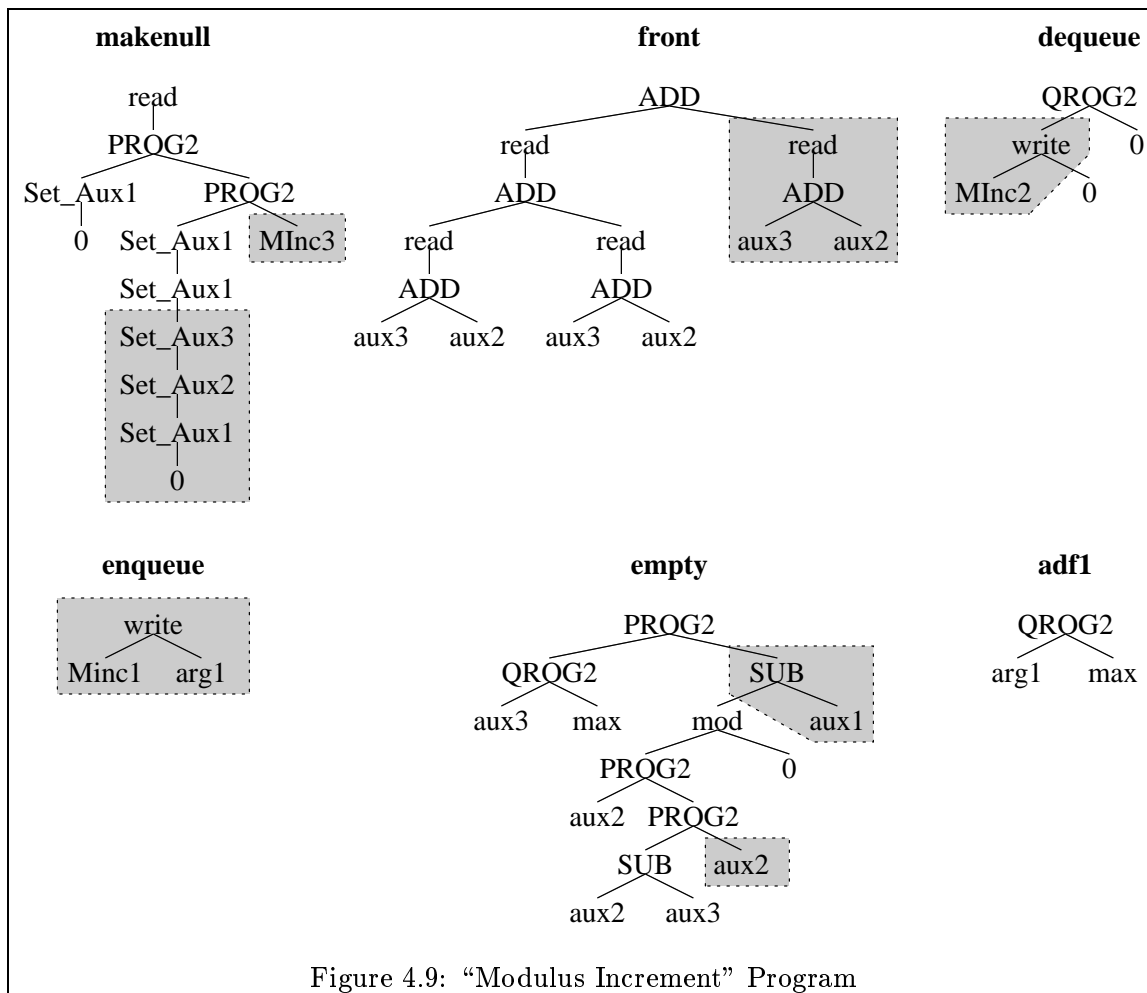 makenull front dequeue
read ADD QROG2
PROG2 read read write 0
Set_Aux1 PROG2 ADD ADD MInc2 0
0 Set_Aux1 MInc3 read read aux3 aux2
Set_Aux1 ADD ADD
Set_Aux3 aux3 aux2 aux3 aux2
Set_Aux2
Set_Aux1
0
enqueue empty adf1
write PROG2 QROG2
Minc1 arg1 QROG2 SUB arg1 max
aux3 max mod aux1
PROG2 0
aux2 PROG2
SUB aux2
aux2 aux3
Figure 4.9: “Modulus Increment” Program